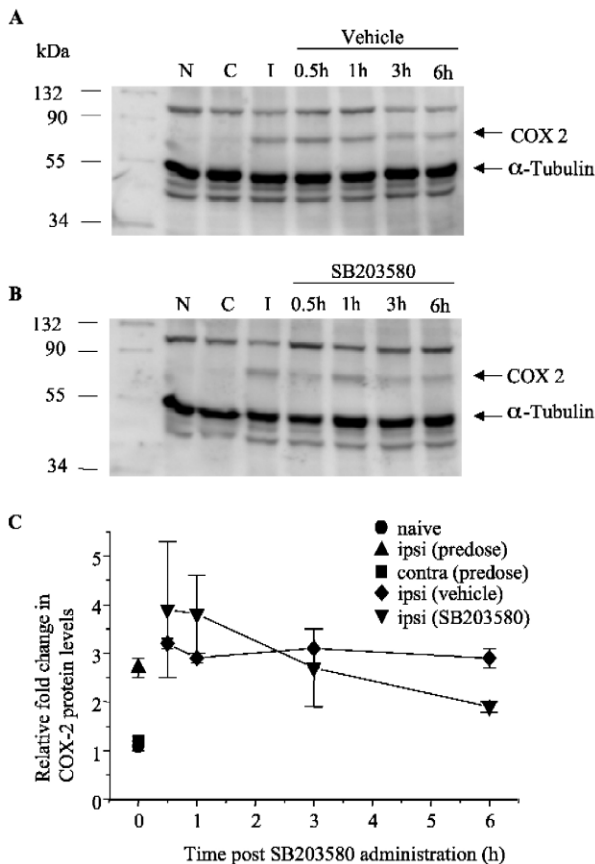 A
Vehicle
kDa
N C I 0.5h 1h 3h 6h
132
90
COX 2
55
α-Tubulin
34
SB203580
B
N C I 0.5h 1h 3h 6h
132
90
COX 2
55
α-Tubulin
34
C
naive
ipsi (predose)
contra (predose)
ipsi (vehicle)
ipsi (SB203580)
Relative fold change in
COX-2 protein levels
5
4
3
2
1
0
0 1 2 3 4 5 6
Time post SB203580 administration (h)